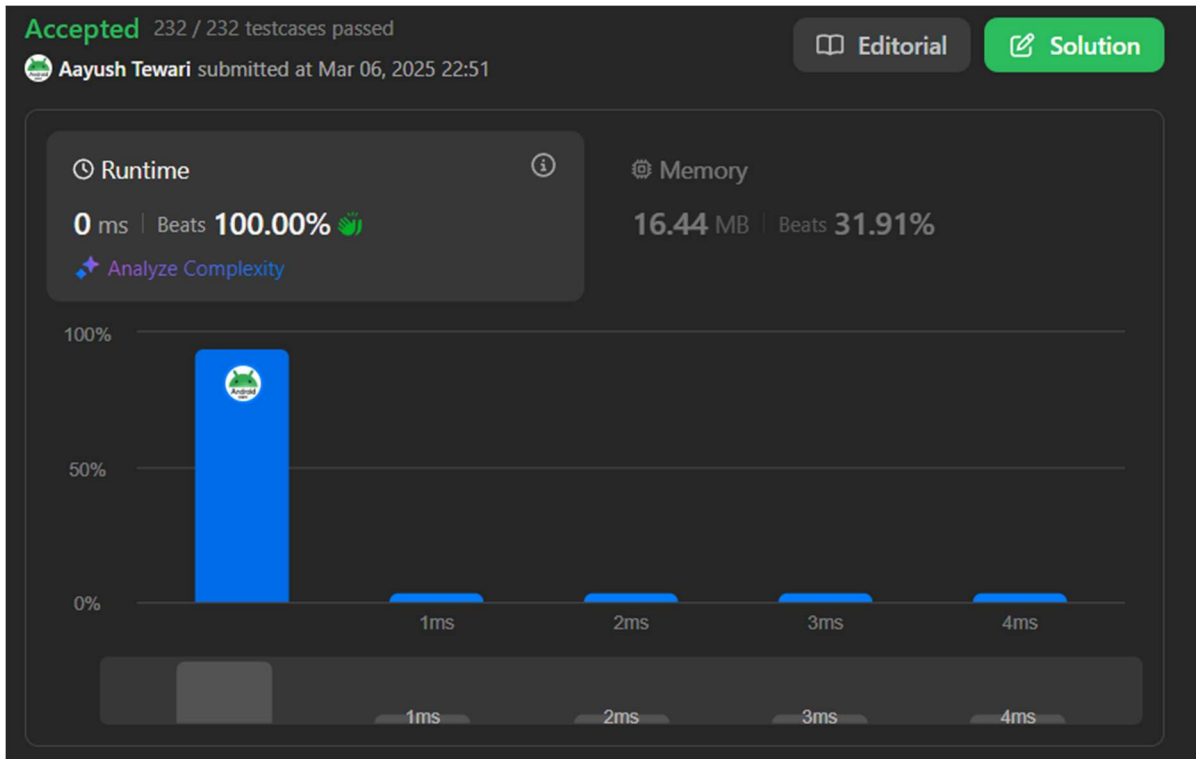 Accepted 232 / 232 testcases passed
Editorial
Solution
Aayush Tewari submitted at Mar 06, 2025 22:51
Runtime
0 ms | Beats 100.00%
Analyze Complexity
Memory
16.44 MB | Beats 31.91%
100%
50%
0%
Android
1ms 2ms 3ms 4ms
1ms 2ms 3ms 4ms